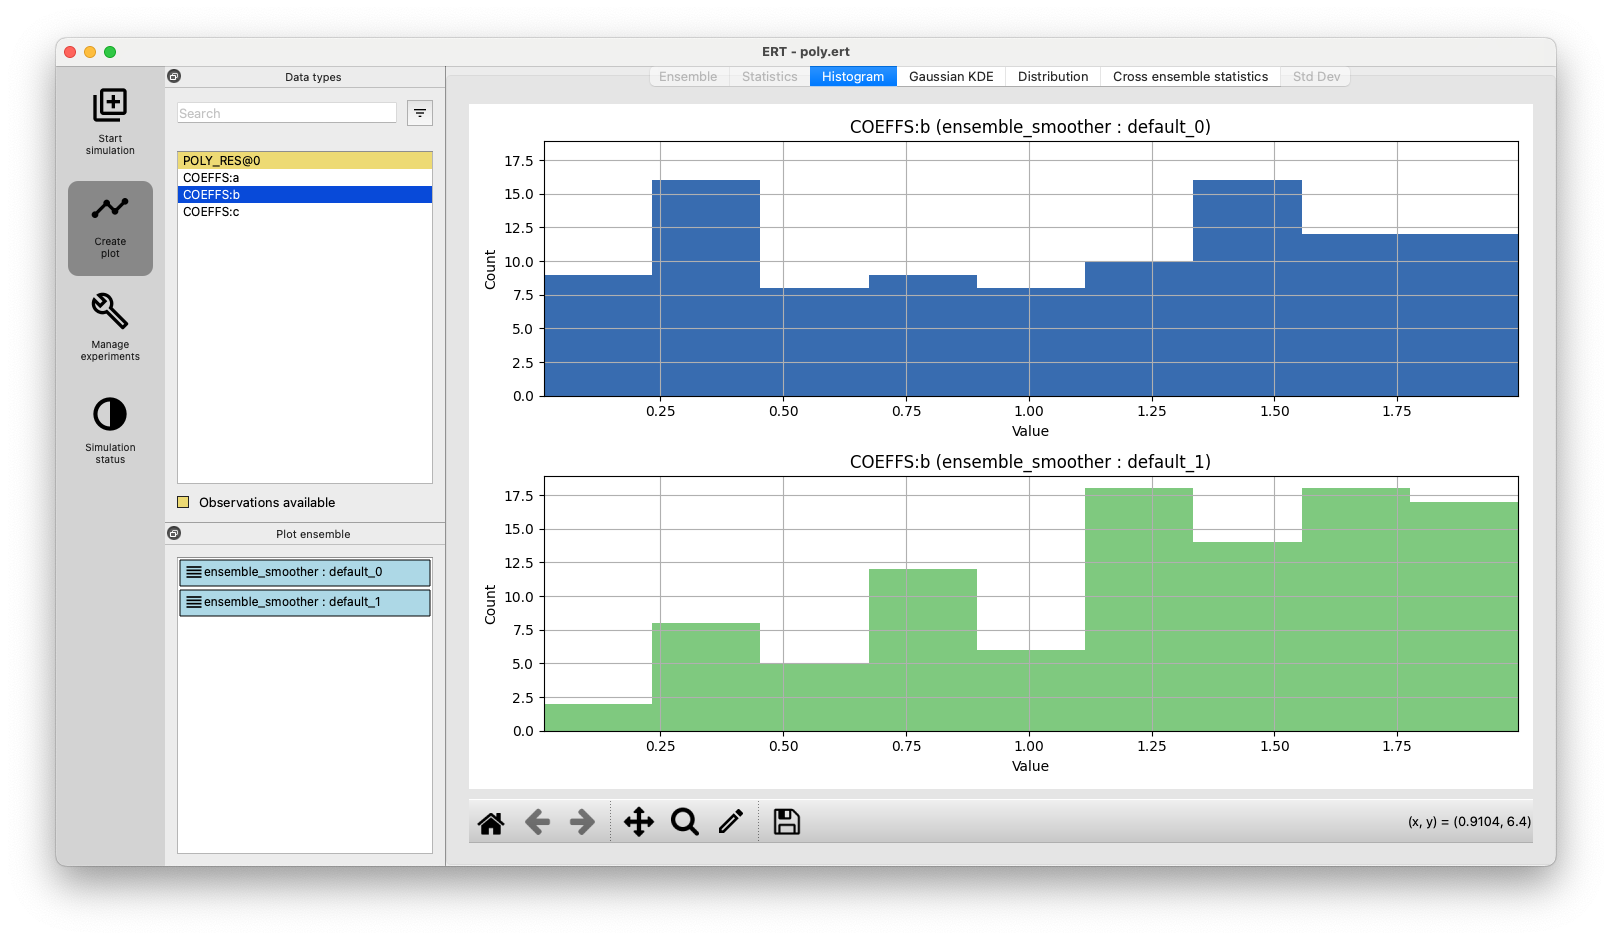 ERT - poly.ert
Start
simulation
Create
plot
Manage
experiments
Simulation
status
Data types
Search
POLY_RES@0
COEFFS:a
COEFFS:b
COEFFS:c
Observations available
Plot ensemble
ensemble_smoother : default_0
ensemble_smoother : default_1
Ensemble Statistics Histogram Gaussian KDE Distribution Cross ensemble statistics Std Dev
COEFFS:b (ensemble_smoother : default_0)
Count
17.5
15.0
12.5
10.0
7.5
5.0
2.5
0.0
0.25 0.50 0.75 1.00 1.25 1.50 1.75
Value
COEFFS:b (ensemble_smoother : default_1)
Count
17.5
15.0
12.5
10.0
7.5
5.0
2.5
0.0
0.25 0.50 0.75 1.00 1.25 1.50 1.75
Value
(x, y) = (0.9104, 6.4)